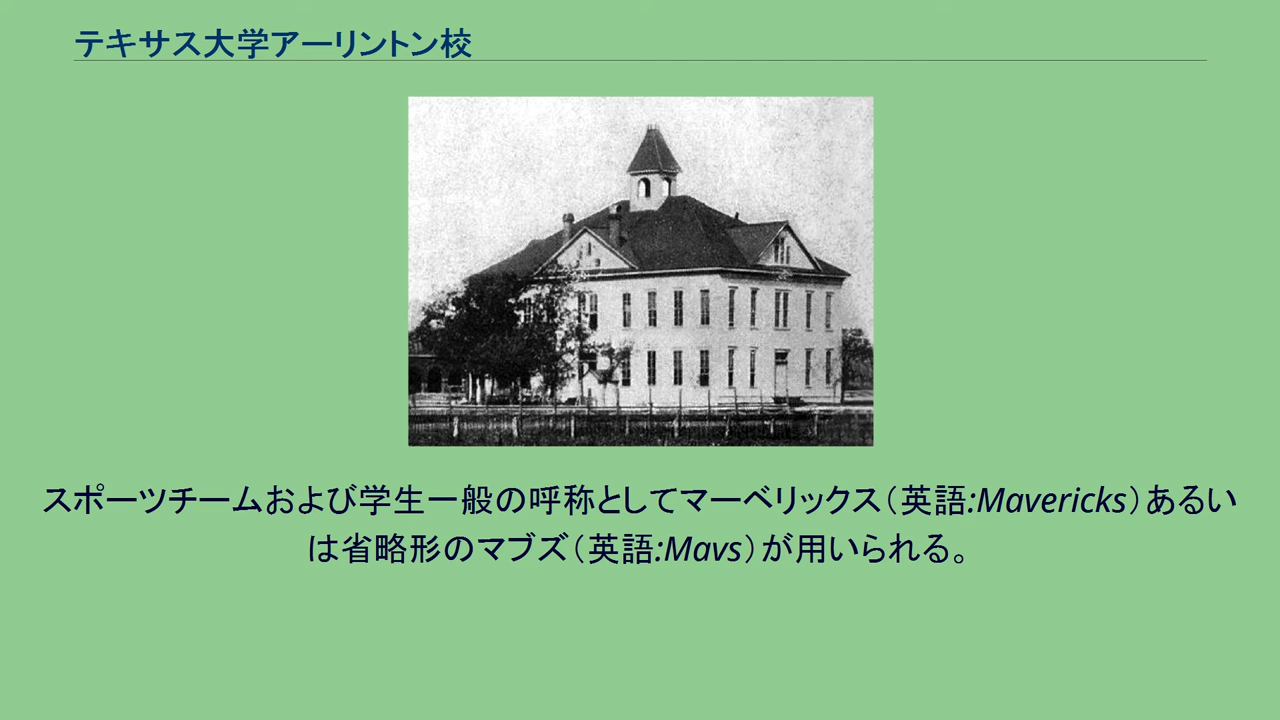 テキサス大学アーリントン校
スポーツチームおよび学生一般の呼称としてマーベリックス（英語:Mavericks）あるい
は省略形のマブズ（英語:Mavs）が用いられる。